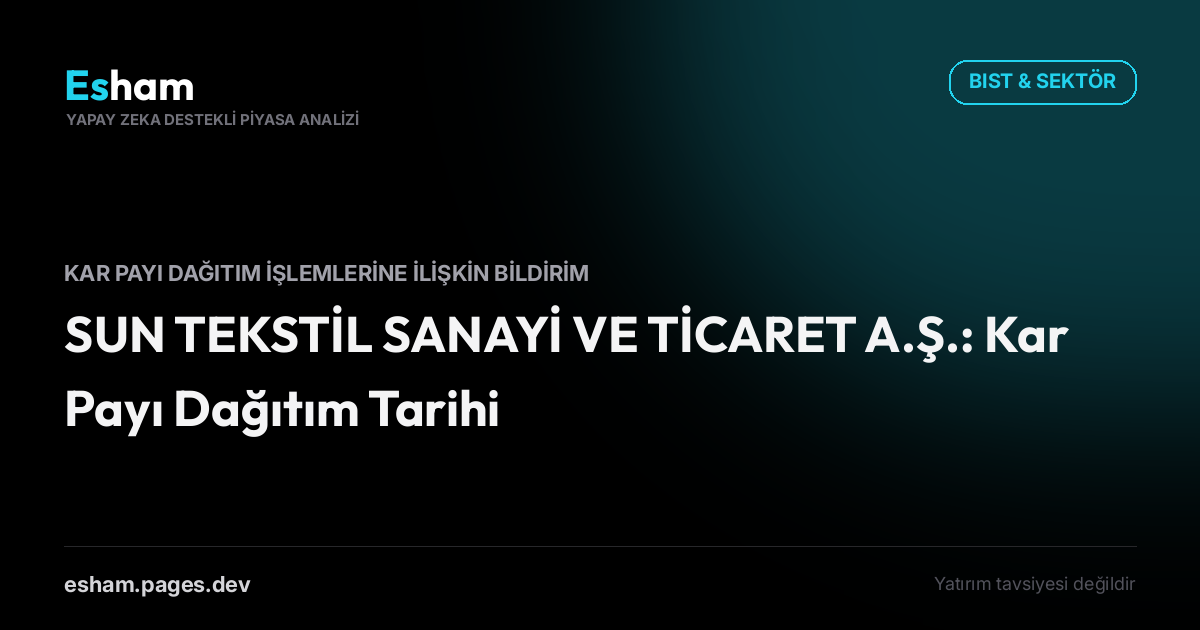 Esham
BIST & SEKTÖR
YAPAY ZEKA DESTEKLİ PİYASA ANALİZİ
KAR PAYI DAĞITIM İŞLEMLERİNE İLİŞKİN BİLDİRİM
SUN TEKSTİL SANAYİ VE TİCARET A.Ş.: Kar
Payı Dağıtım Tarihi
esham.pages.dev
Yatırım tavsiyesi değildir